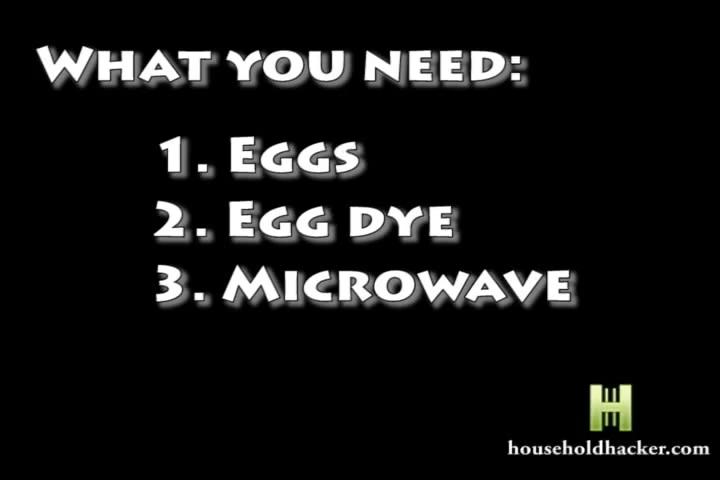 What you need:
1. Eggs
2. Egg dye
3. Microwave
H
householdhacker.com